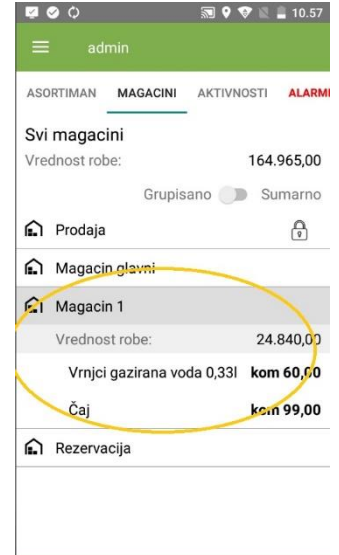 10.57
admin
ASORTIMAN MAGACINI AKTIVNOSTI ALARMI
Svi magacini
Vrednost robe: 164.965,00
Grupisano Sumarno
Prodaja
Magacin glavni
Magacin 1
Vrednost robe: 24.840,00
Vrnjci gazirana voda 0,33l kom 60,00
Čaj kom 99,00
Rezervacija